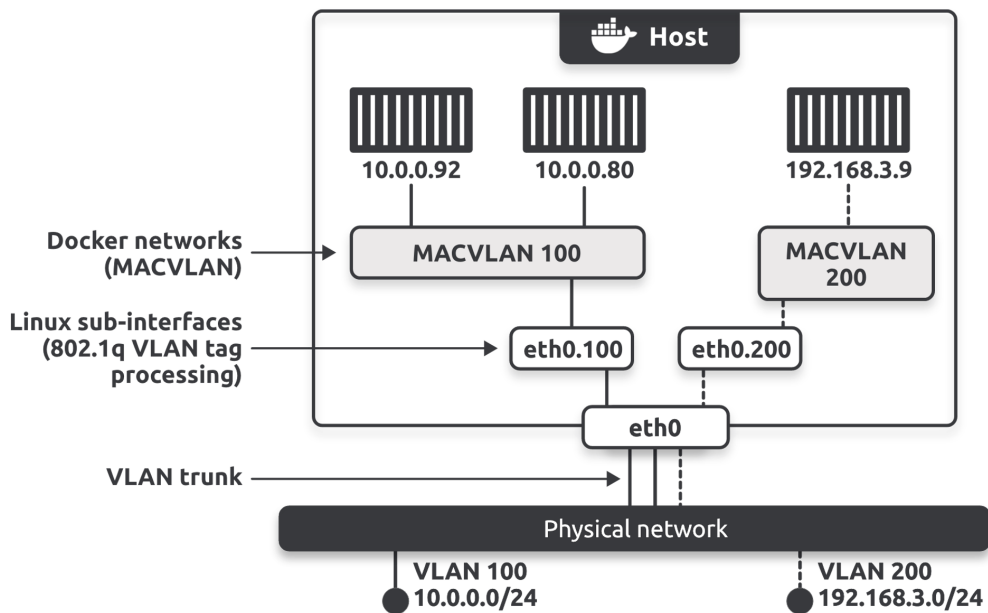 Host
10.0.0.92
10.0.0.80
192.168.3.9
Docker networks
(MACVLAN)
MACVLAN 100
MACVLAN
200
Linux sub-interfaces
(802.1q VLAN tag
processing)
eth0.100
eth0.200
eth0
VLAN trunk
Physical network
VLAN 100
10.0.0.0/24
VLAN 200
192.168.3.0/24